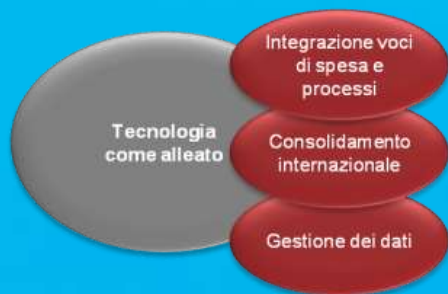 Tecnologia
come alleato
Integrazione voci
di spesa e
processi
Consolidamento
internazionale
Gestione dei dati